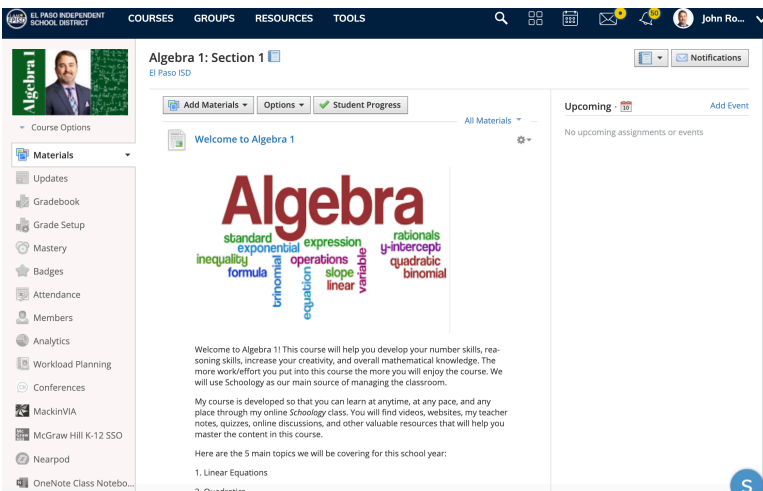 EL PASO INDEPENDENT
SCHOOL DISTRICT
COURSES GROUPS RESOURCES TOOLS
50
John Ro...
Algebra 1
Course Options
Materials
Updates
Gradebook
Grade Setup
Mastery
Badges
Attendance
Members
Analytics
Workload Planning
Conferences
MackinVIA
McGraw Hill K-12 SSO
Nearpod
OneNote Class Notebo...
Algebra 1: Section 1
El Paso ISD
Notifications
Add Materials Options Student Progress
All Materials
Welcome to Algebra 1
Algebra
standard
exponential
expression
rationals
y-intercept
inequality
operations
quadratic
formula
trinomial
slope
variable
binomial
linear
equation
Welcome to Algebra 1! This course will help you develop your number skills, rea-
soning skills, increase your creativity, and overall mathematical knowledge. The
more work/effort you put into this course the more you will enjoy the course. We
will use Schoology as our main source of managing the classroom.
My course is developed so that you can learn at anytime, at any pace, and any
place through my online Schoology class. You will find videos, websites, my teacher
notes, quizzes, online discussions, and other valuable resources that will help you
master the content in this course.
Here are the 5 main topics we will be covering for this school year:
1. Linear Equations
2. Quadratics
Upcoming · 10
Add Event
No upcoming assignments or events
S